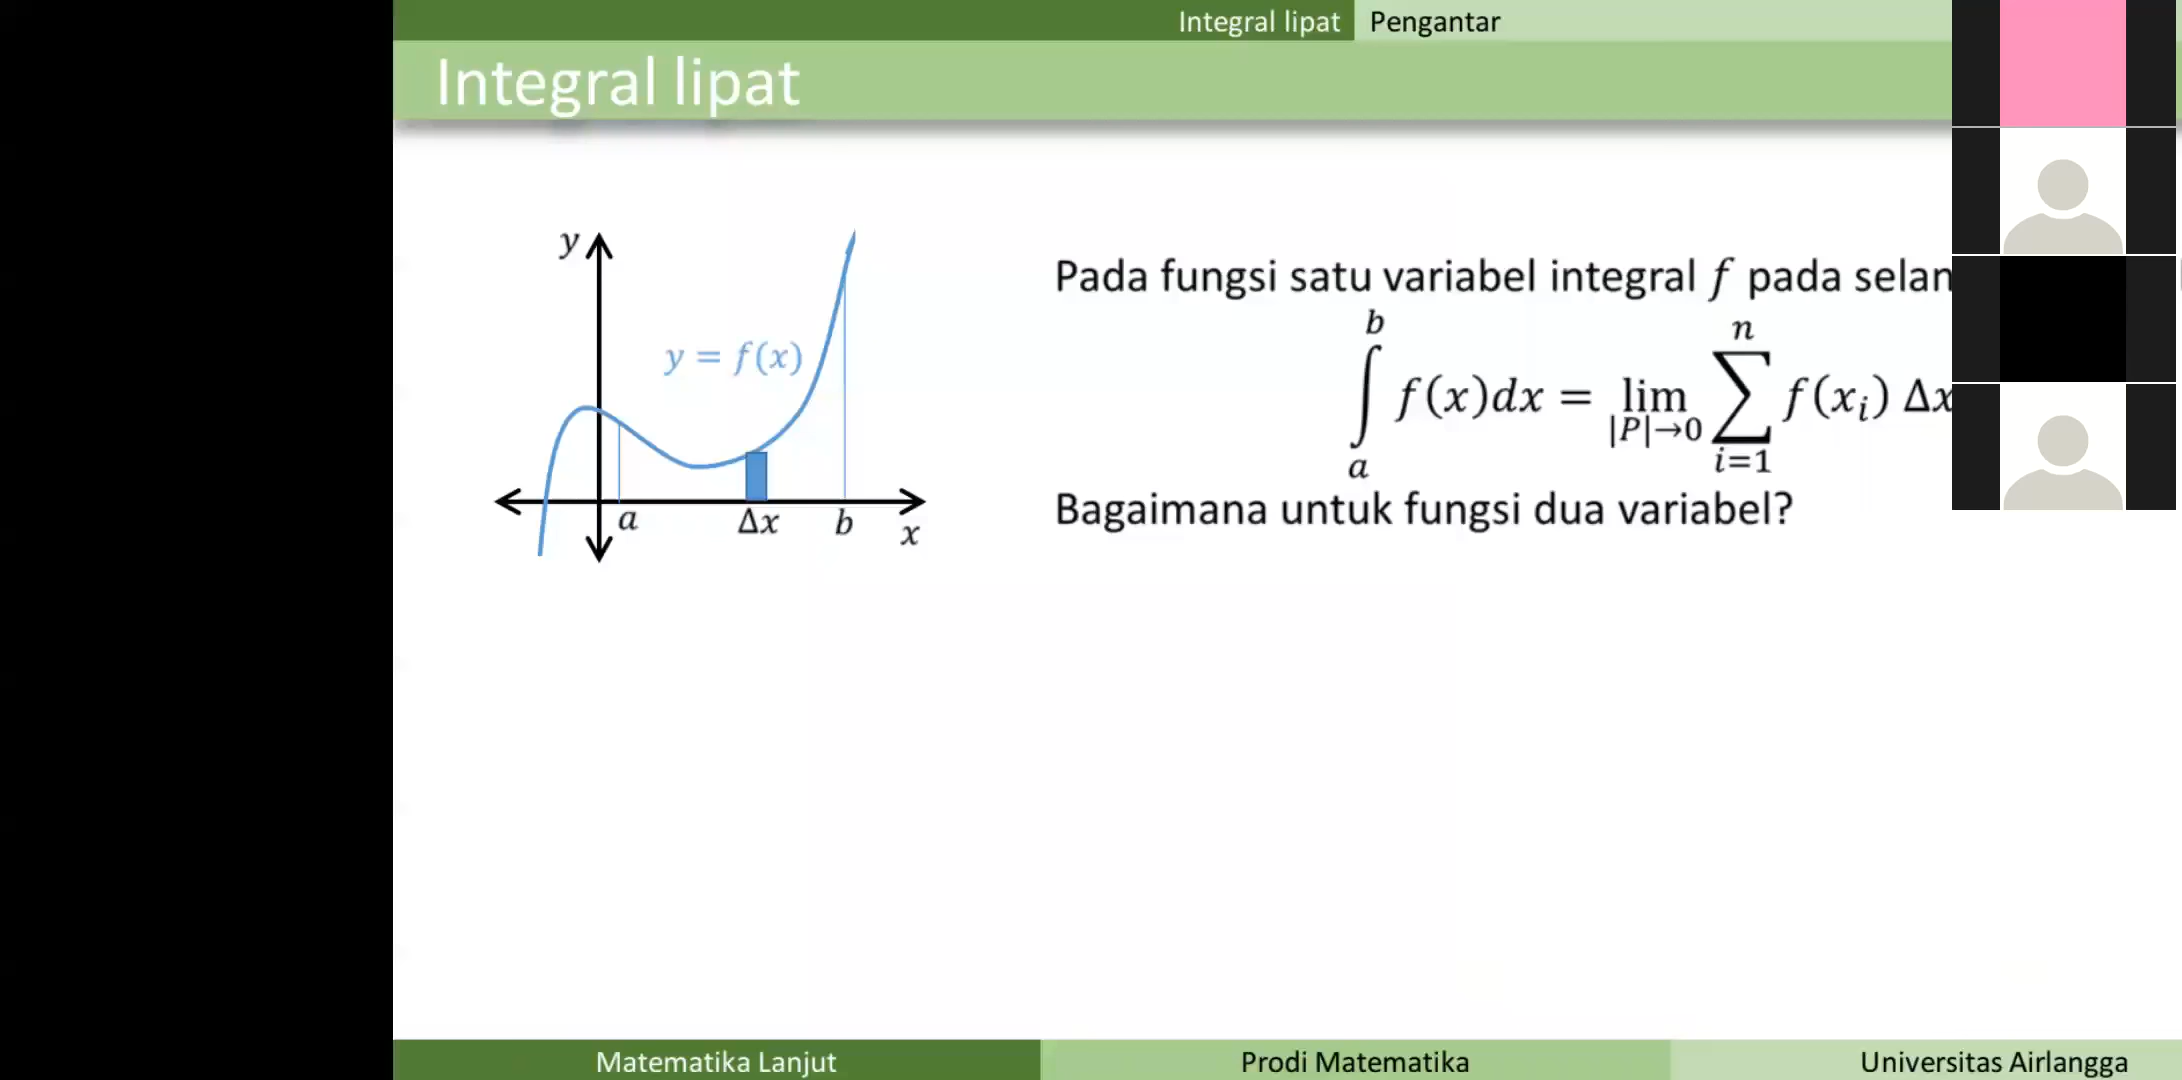 Integral lipat Pengantar
Integral lipat
y
y = f(x)
a Δx b x
Pada fungsi satu variabel integral f pada
b
∫ f(x)dx = lim |P|→0 n ∑ i=1 f(xᵢ) Δx
a
Bagaimana untuk fungsi dua variabel?
Matematika Lanjut Prodi Matematika Universitas Airlangga